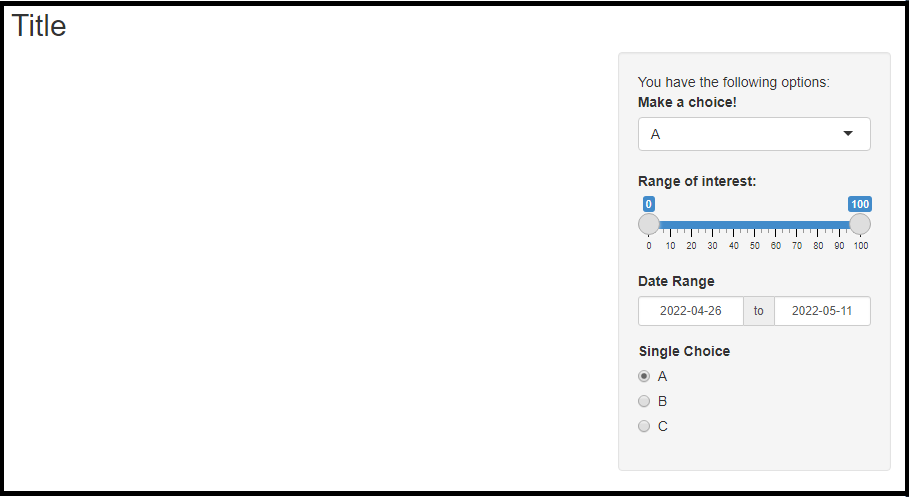 Title
You have the following options:
Make a choice!
A
Range of interest:
0 100
0 10 20 30 40 50 60 70 80 90 100
Date Range
2022-04-26 to 2022-05-11
Single Choice
A
B
C